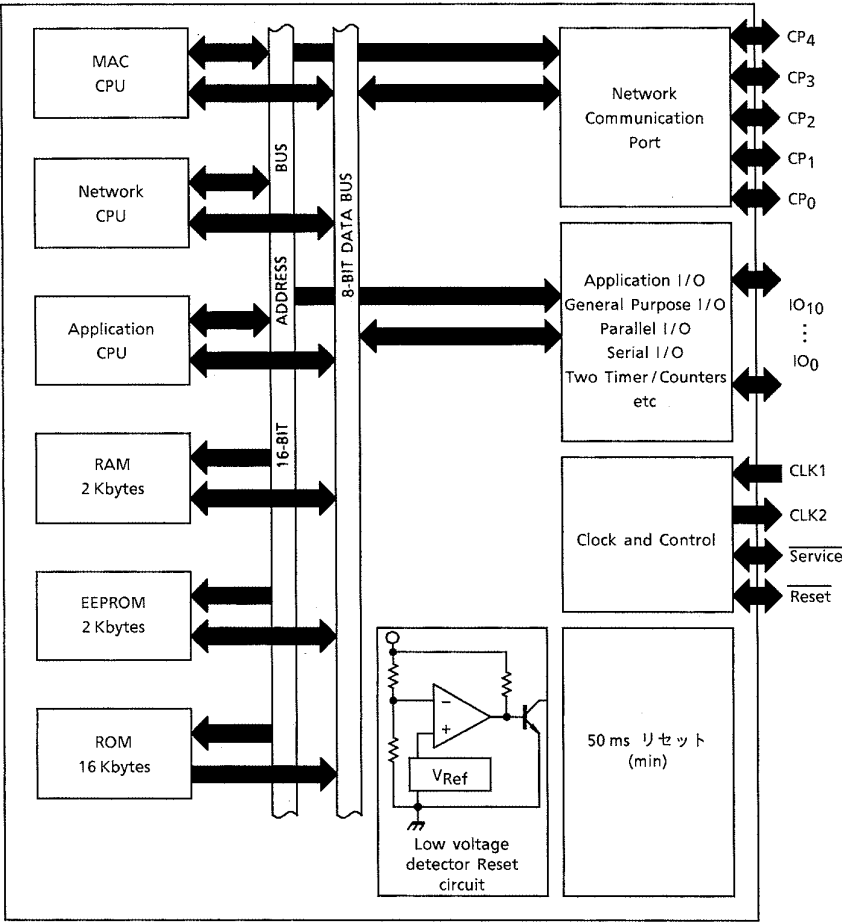 MAC
CPU
Network
CPU
Application
CPU
RAM
2 Kbytes
EEPROM
2 Kbytes
ROM
16 Kbytes
16-BIT ADDRESS BUS
8-BIT DATA BUS
Network
Communication
Port
CP4
CP3
CP2
CP1
CP0
Application I/O
General Purpose I/O
Parallel I/O
Serial I/O
Two Timer/Counters
etc
IO10
⋮
IO0
Clock and Control
CLK1
CLK2
Service
Reset
−
+
VRef
Low voltage
detector Reset
circuit
50 ms リセット
(min)